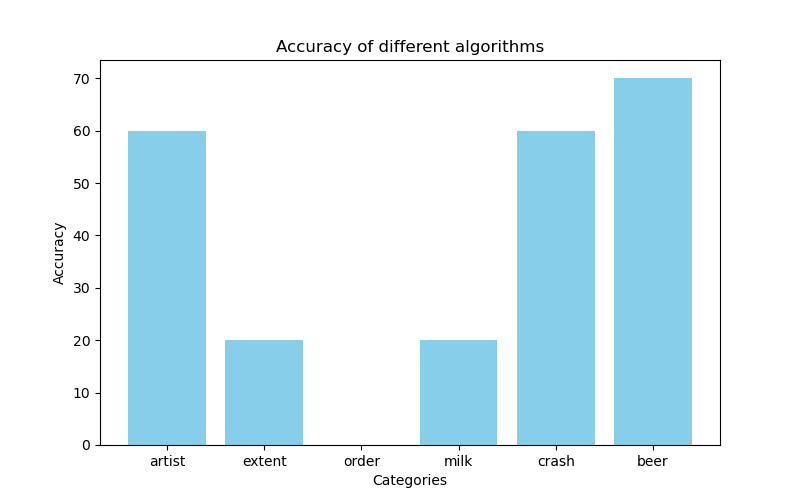 Accuracy of different algorithms
Accuracy
70
60
50
40
30
20
10
0
artist extent order milk crash beer
Categories